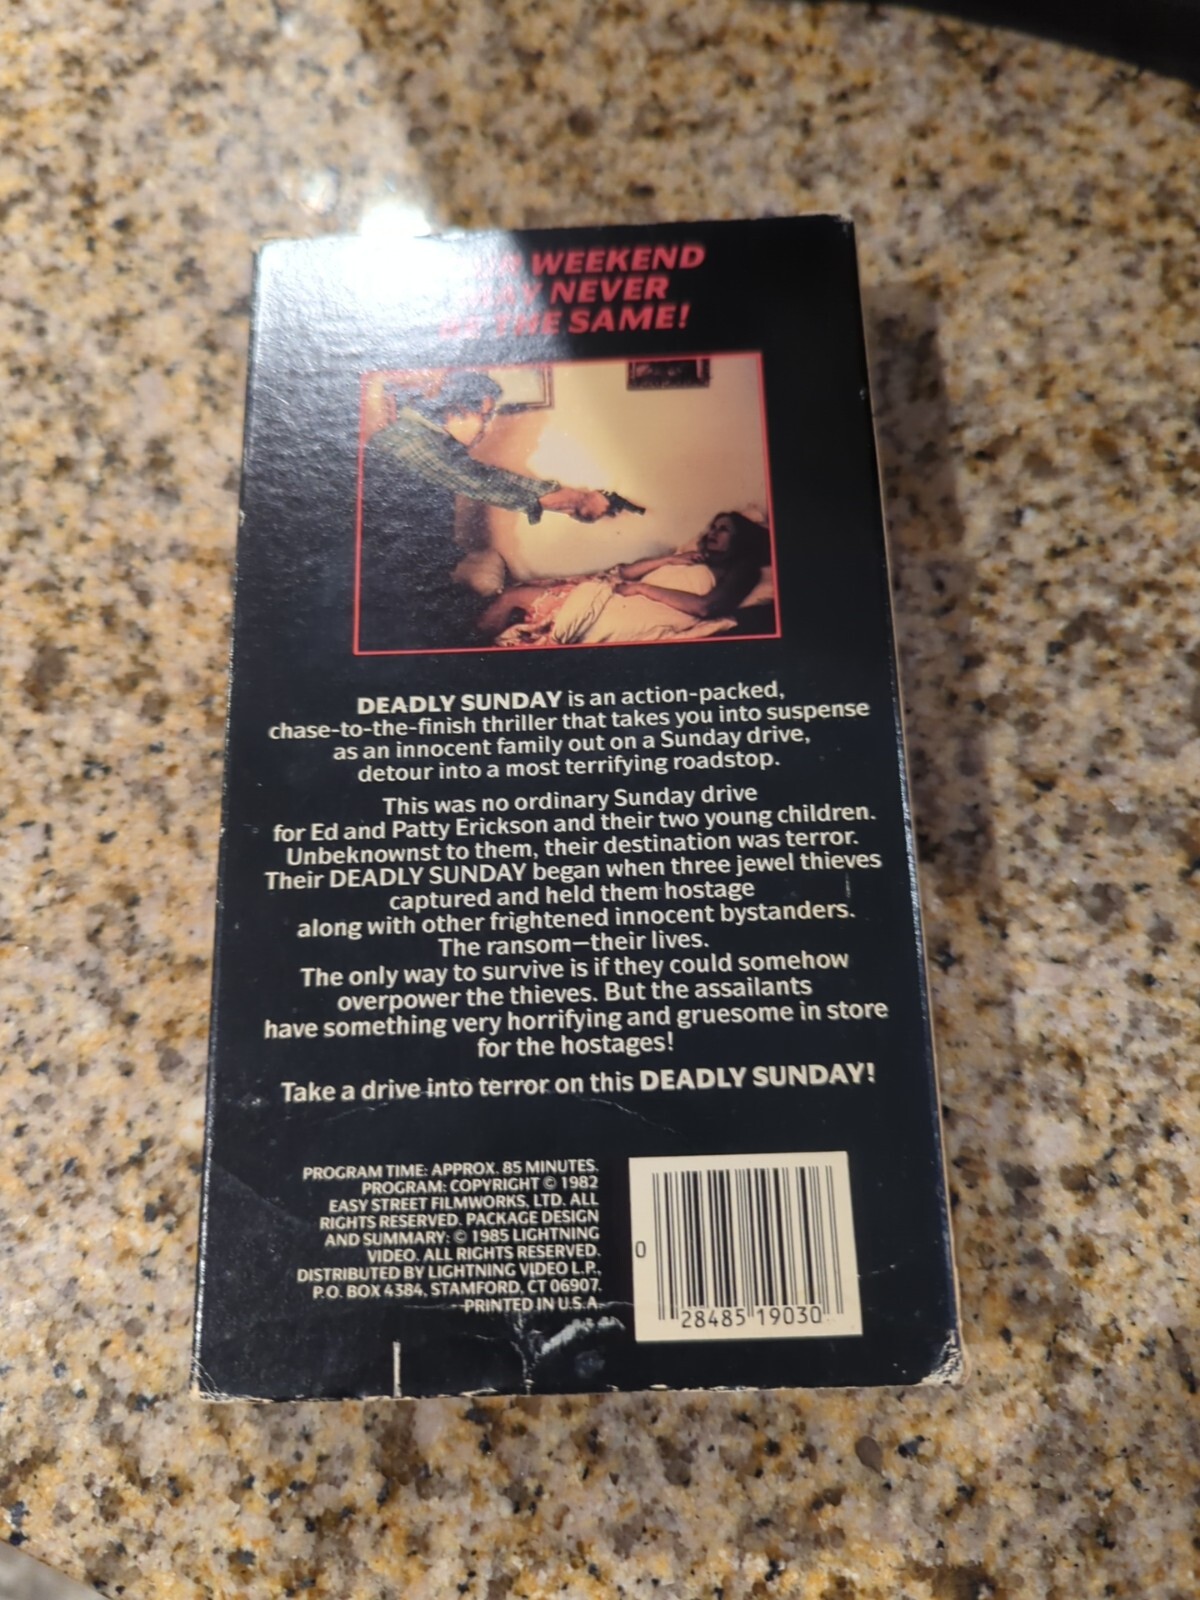 WEEKEND
MAY NEVER
BE THE SAME!
DEADLY SUNDAY is an action-packed,
chase-to-the-finish thriller that takes you into suspense
as an innocent family out on a Sunday drive,
detour into a most terrifying roadstop.
This was no ordinary Sunday drive
for Ed and Patty Erickson and their two young children.
Unbeknownst to them, their destination was terror.
Their DEADLY SUNDAY began when three jewel thieves
captured and held them hostage
along with other frightened innocent bystanders.
The ransom—their lives.
The only way to survive is if they could somehow
overpower the thieves. But the assailants
have something very horrifying and gruesome in store
for the hostages!
Take a drive into terror on this DEADLY SUNDAY!
PROGRAM TIME: APPROX. 85 MINUTES.
PROGRAM: COPYRIGHT © 1982
EASY STREET FILMWORKS, LTD. ALL
RIGHTS RESERVED. PACKAGE DESIGN
AND SUMMARY: © 1985 LIGHTNING
VIDEO. ALL RIGHTS RESERVED.
DISTRIBUTED BY LIGHTNING VIDEO L.P.,
P.O. BOX 4384, STAMFORD, CT 06907.
PRINTED IN U.S.A.
0 28485 19030